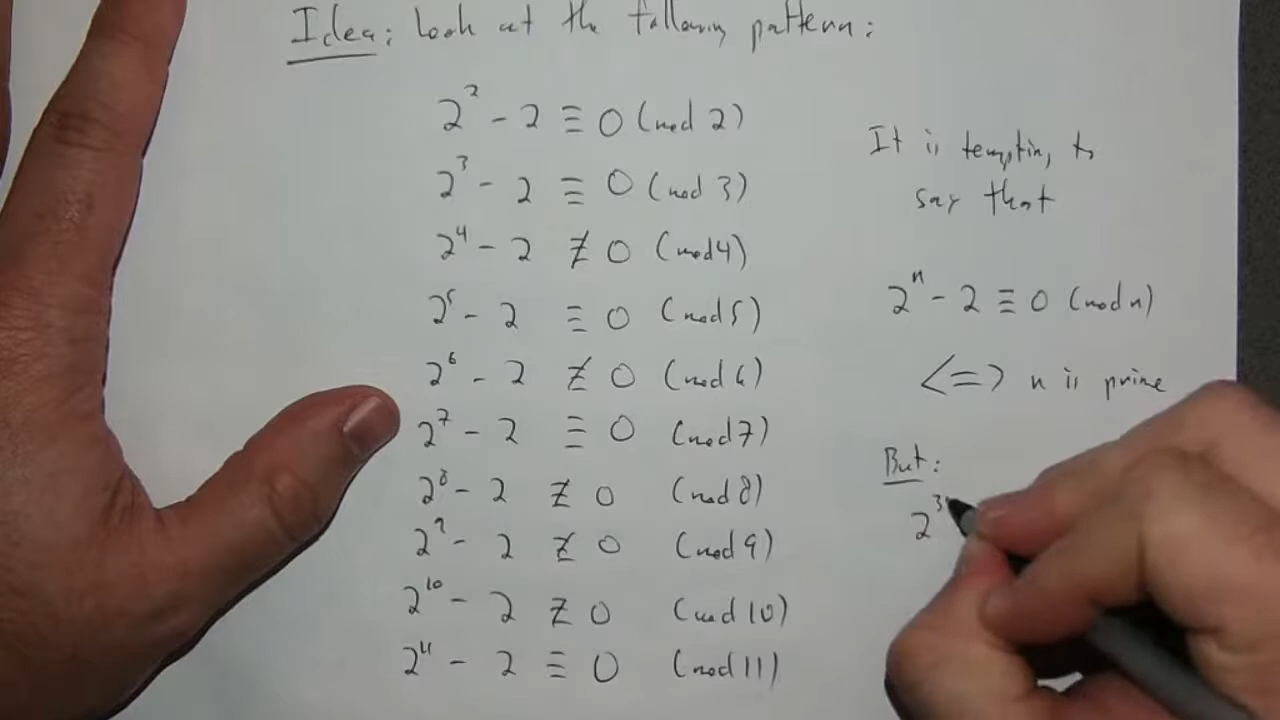 Idea: Look at the following pattern:
2² - 2 ≡ 0 (mod 2)
2³ - 2 ≡ 0 (mod 3)
2⁴ - 2 ≢ 0 (mod 4)
2⁵ - 2 ≡ 0 (mod 5)
2⁶ - 2 ≢ 0 (mod 6)
2⁷ - 2 ≡ 0 (mod 7)
2⁸ - 2 ≢ 0 (mod 8)
2⁹ - 2 ≢ 0 (mod 9)
2¹⁰ - 2 ≢ 0 (mod 10)
2¹¹ - 2 ≡ 0 (mod 11)
It is tempting to
say that
2ⁿ - 2 ≡ 0 (mod n)
<=> n is prime
But:
2³